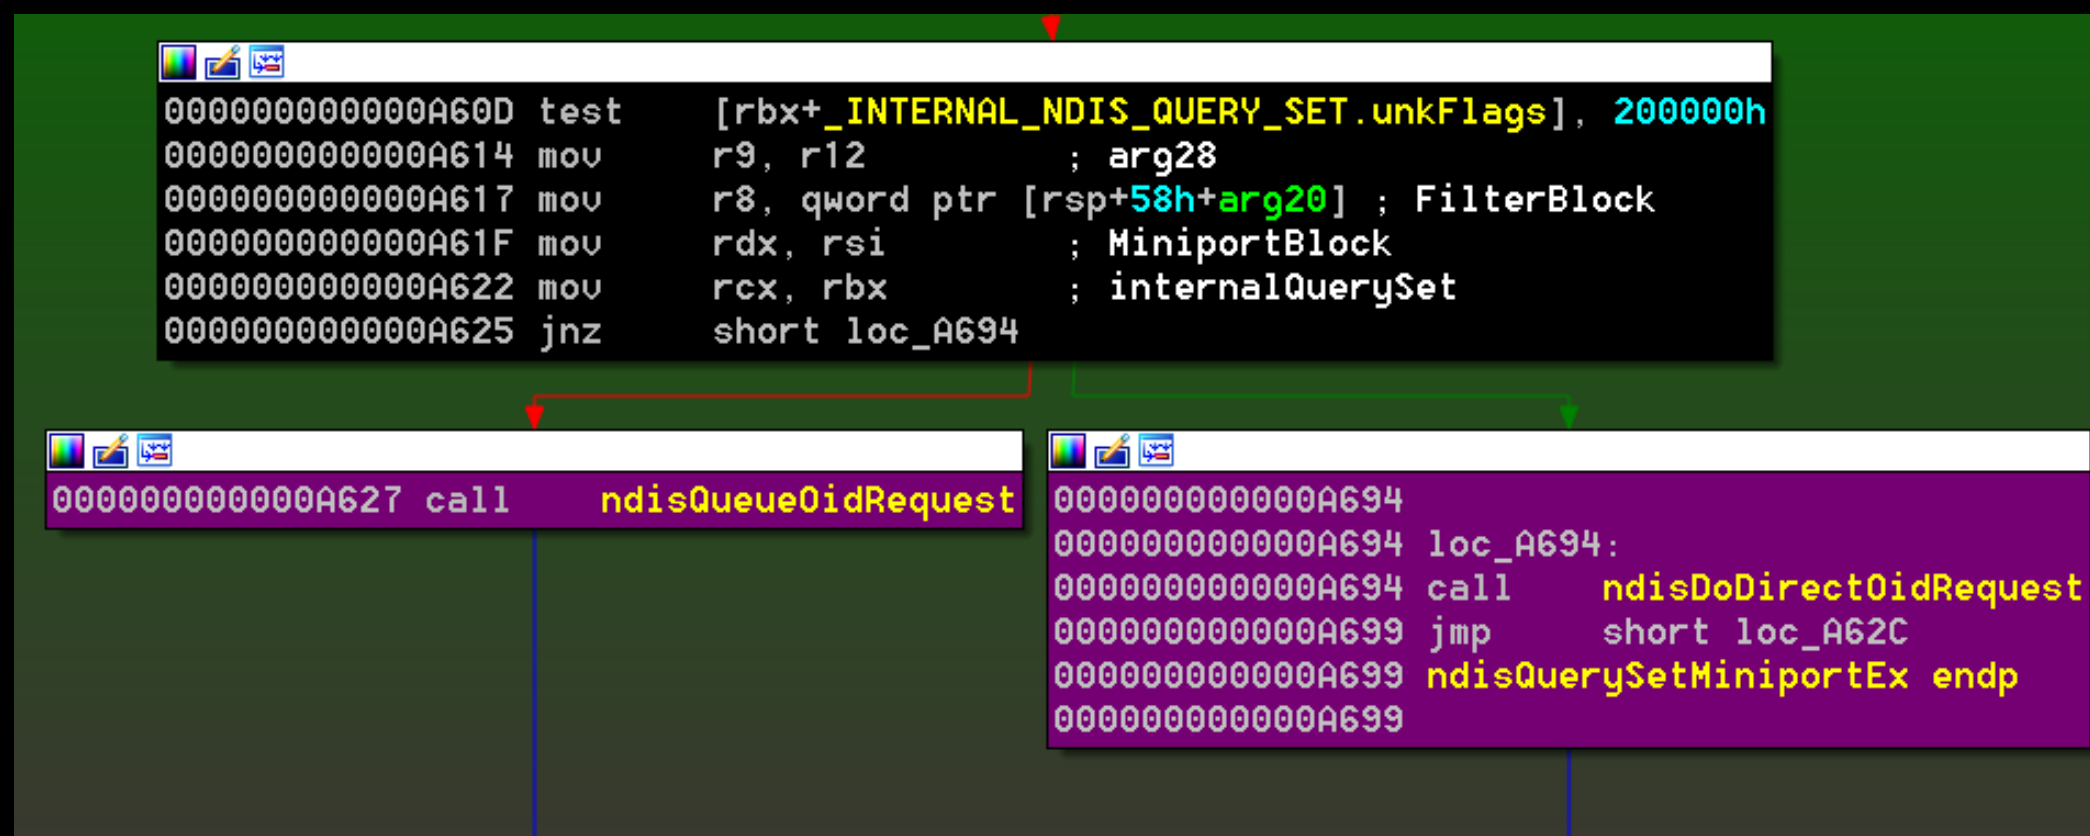 000000000000A60D test [rbx+_INTERNAL_NDIS_QUERY_SET.unkFlags], 200000h
000000000000A614 mov r9, r12 ; arg28
000000000000A617 mov r8, qword ptr [rsp+58h+arg20] ; FilterBlock
000000000000A61F mov rdx, rsi ; MiniportBlock
000000000000A622 mov rcx, rbx ; internalQuerySet
000000000000A625 jnz short loc_A694
000000000000A627 call ndisQueueOidRequest
000000000000A694
000000000000A694 loc_A694:
000000000000A694 call ndisDoDirectOidRequest
000000000000A699 jmp short loc_A62C
000000000000A699 ndisQuerySetMiniportEx endp
000000000000A699